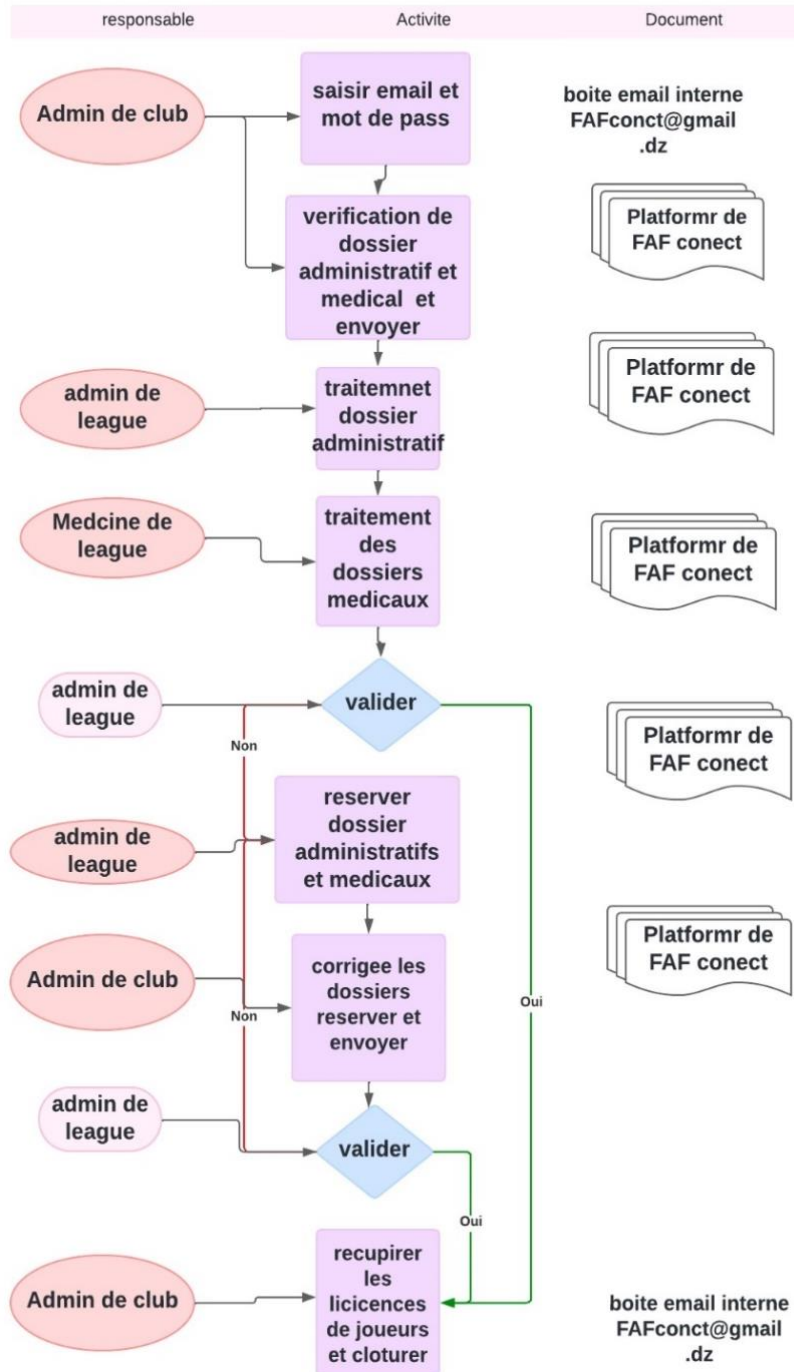 responsable Activite Document
Admin de club
saisir email et
mot de pass
boite email interne
FAFconct@gmail
.dz
verification de
dossier
administratif et
medical et
envoyer
Platformr de
FAF conect
admin de
league
traitemnet
dossier
administratif
Platformr de
FAF conect
Medcine de
league
traitement
des
dossiers
medicaux
Platformr de
FAF conect
admin de
league
valider
Non
Platformr de
FAF conect
admin de
league
reserver
dossier
administratifs
et medicaux
Admin de club
corrigee les
dossiers
reserver et
envoyer
Platformr de
FAF conect
Oui
Non
admin de
league
valider
Oui
Admin de club
recupirer
les
licicences
de joueurs
et cloturer
boite email interne
FAFconct@gmail
.dz